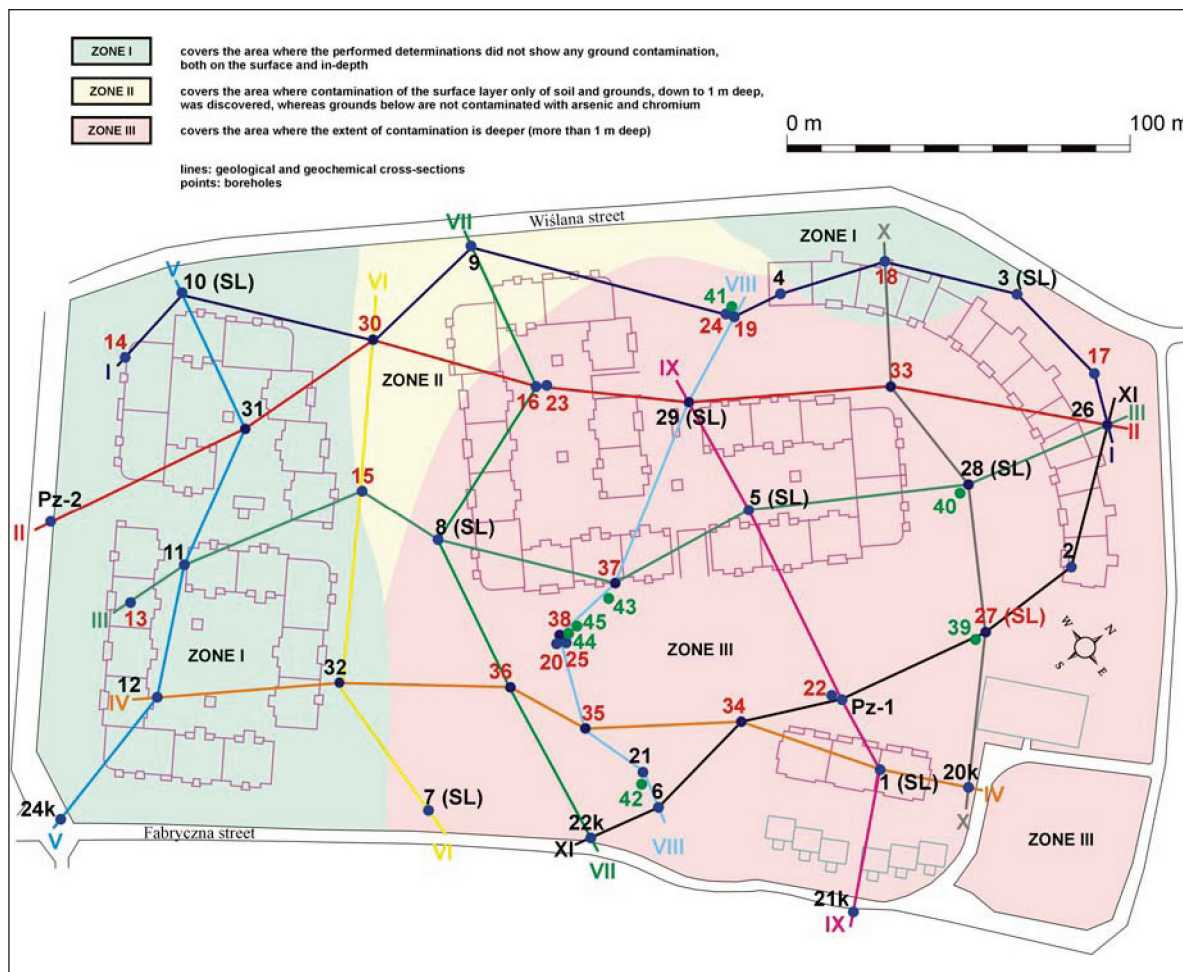 ZONE I
covers the area where the performed determinations did not show any ground contamination,
both on the surface and in-depth
ZONE II
covers the area where contamination of the surface layer only of soil and grounds, down to 1 m deep,
was discovered, whereas grounds below are not contaminated with arsenic and chromium
ZONE III
covers the area where the extent of contamination is deeper (more than 1 m deep)
0 m
100 m
lines: geological and geochemical cross-sections
points: boreholes
Wiślana street
VII
9
X
ZONE I
18
V
10 (SL)
VI
VIII
4
3 (SL)
41
24
19
30
14
I
ZONE II
IX
33
17
16
23
29 (SL)
26
XI
III
II
I
31
15
28 (SL)
40
Pz-2
II
8 (SL)
5 (SL)
11
2
37
43
13
III
38
45
44
20
25
39
27 (SL)
W
N
S
E
ZONE I
ZONE III
32
36
12
IV
22
Pz-1
34
35
21
42
6
1 (SL)
20k
IV
X
7 (SL)
24k
V
Fabryczna street
VI
22k
XI
VII
VIII
ZONE III
21k
IX